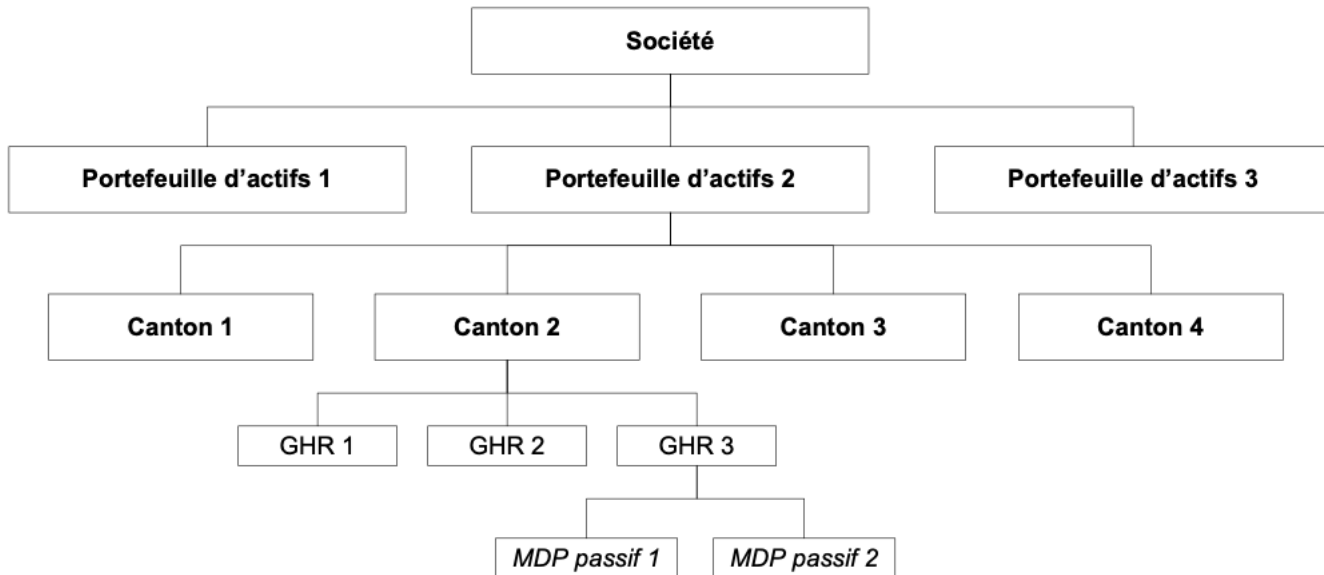 Société
Portefeuille d’actifs 1
Portefeuille d’actifs 2
Portefeuille d’actifs 3
Canton 1
Canton 2
Canton 3
Canton 4
GHR 1
GHR 2
GHR 3
MDP passif 1
MDP passif 2